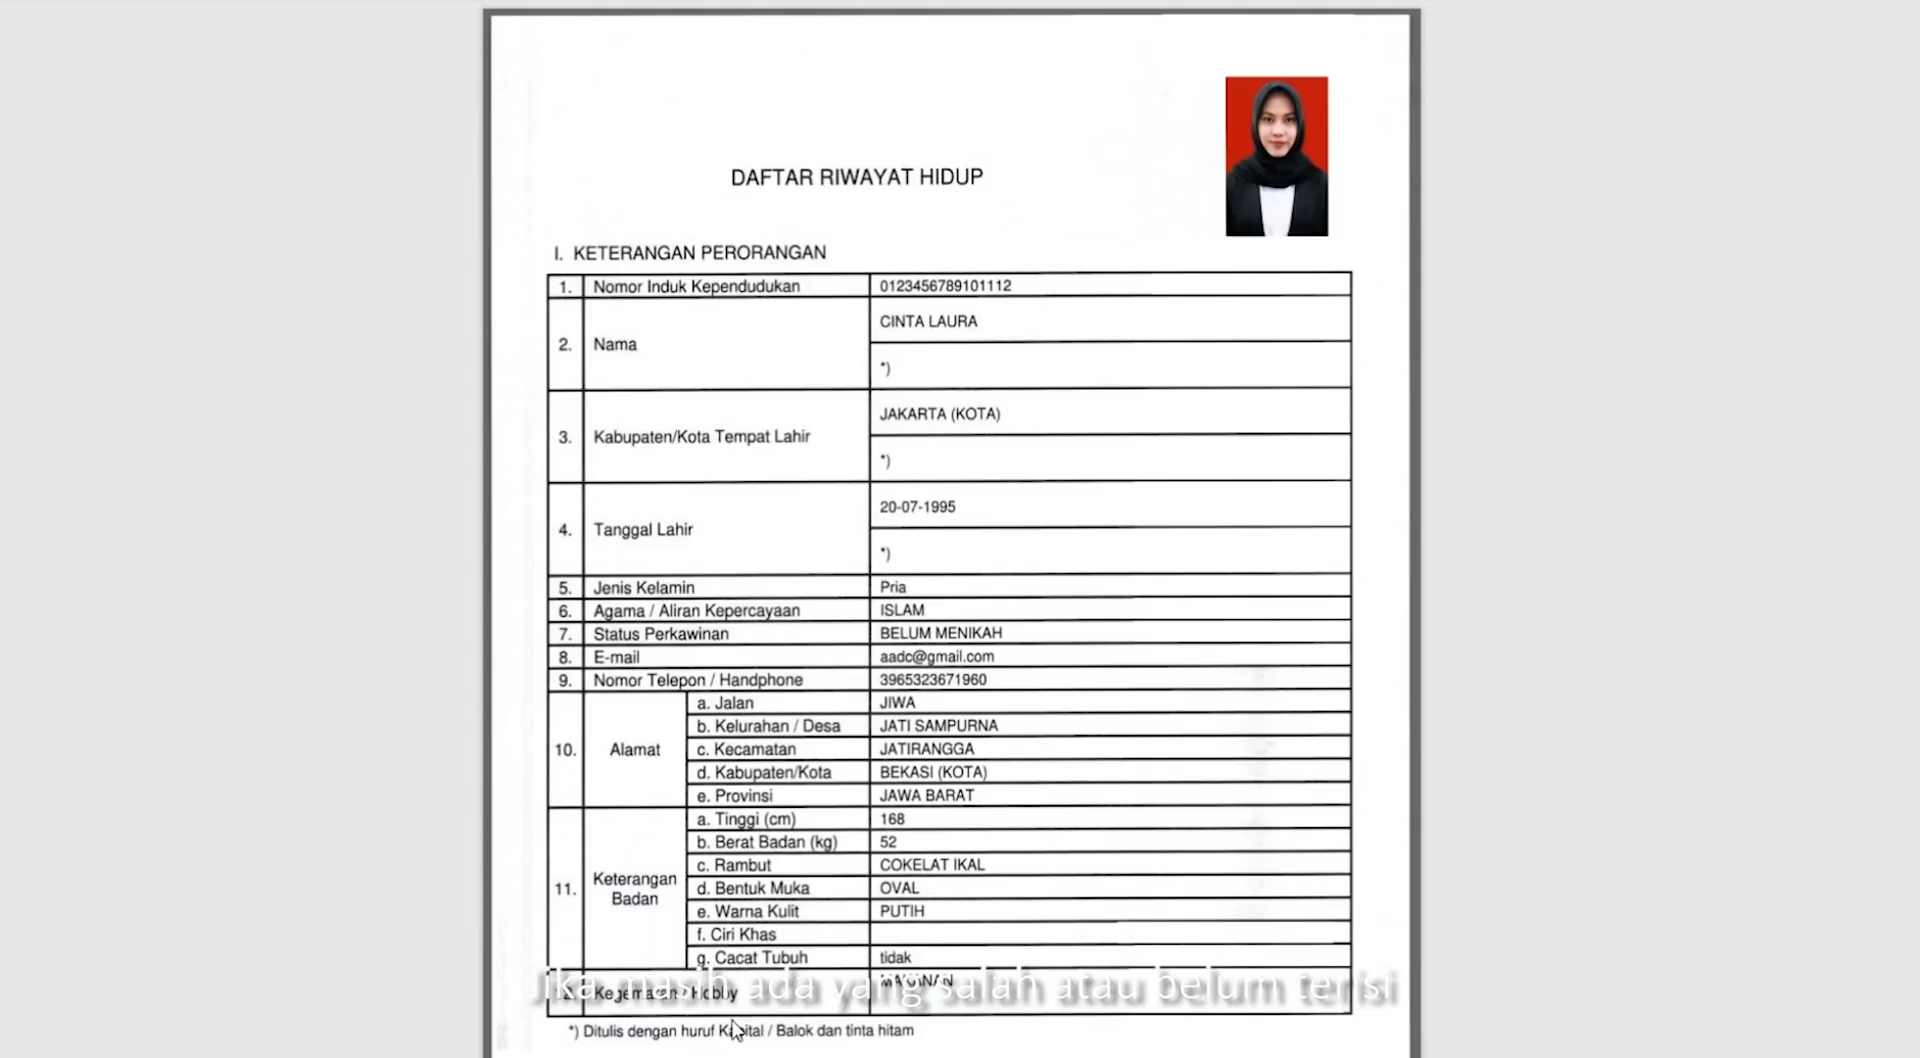 DAFTAR RIWAYAT HIDUP
I. KETERANGAN PERORANGAN
1. Nomor Induk Kependudukan 0123456789101112
2. Nama CINTA LAURA
*)
3. Kabupaten/Kota Tempat Lahir JAKARTA (KOTA)
*)
4. Tanggal Lahir 20-07-1995
*)
5. Jenis Kelamin Pria
6. Agama / Aliran Kepercayaan ISLAM
7. Status Perkawinan BELUM MENIKAH
8. E-mail aadc@gmail.com
9. Nomor Telepon / Handphone 3965323671960
10. Alamat
a. Jalan JIWA
b. Kelurahan / Desa JATI SAMPURNA
c. Kecamatan JATIRANGGA
d. Kabupaten/Kota BEKASI (KOTA)
e. Provinsi JAWA BARAT
11. Keterangan Badan
a. Tinggi (cm) 168
b. Berat Badan (kg) 52
c. Rambut COKELAT IKAL
d. Bentuk Muka OVAL
e. Warna Kulit PUTIH
f. Ciri Khas
g. Cacat Tubuh tidak
12. Kegemaran / Hobby MAKANAN
Jika masih ada yang salah atau belum terisi
*) Ditulis dengan huruf Kapital / Balok dan tinta hitam